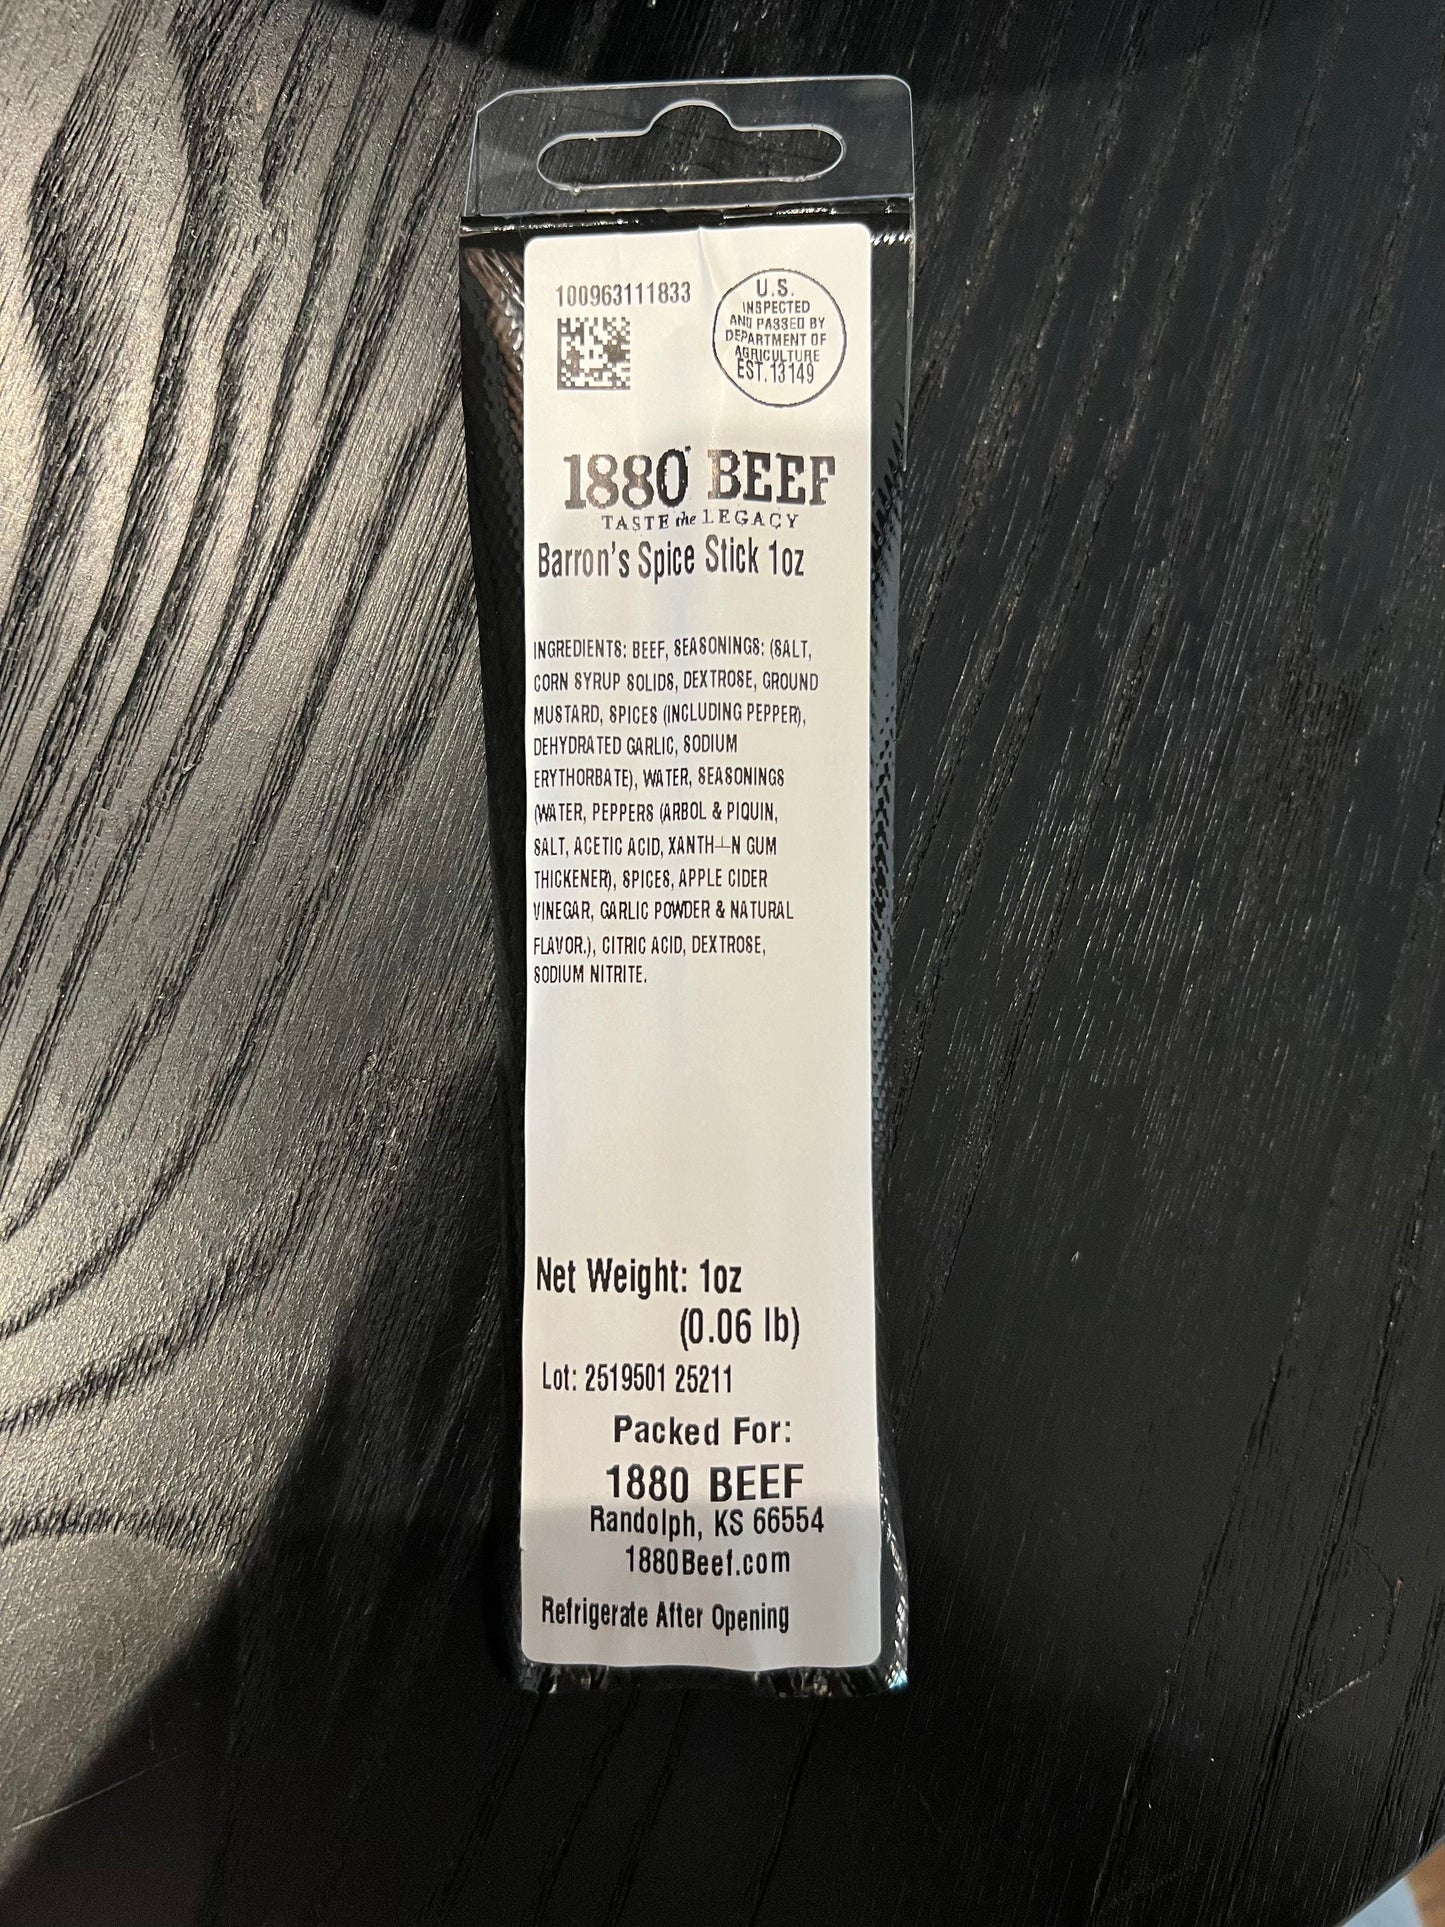 100963111833
U.S.
INSPECTED
AND PASSED BY
DEPARTMENT OF
AGRICULTURE
EST.13149
1880 BEEF
TASTE the LEGACY
Barron's Spice Stick 1oz
INGREDIENTS: BEEF, SEASONINGS: (SALT,
CORN SYRUP SOLIDS, DEXTROSE, GROUND
MUSTARD, SPICES (INCLUDING PEPPER),
DEHYDRATED GARLIC, SODIUM
ERYTHORBATE), WATER, SEASONINGS
(WATER, PEPPERS (ARBOL & PIQUIN,
SALT, ACETIC ACID, XANTH⊥N GUM
THICKENER), SPICES, APPLE CIDER
VINEGAR, GARLIC POWDER & NATURAL
FLAVOR.), CITRIC ACID, DEXTROSE,
SODIUM NITRITE.
Net Weight: 1oz
(0.06 lb)
Lot: 2519501 25211
Packed For:
1880 BEEF
Randolph, KS 66554
1880Beef.com
Refrigerate After Opening